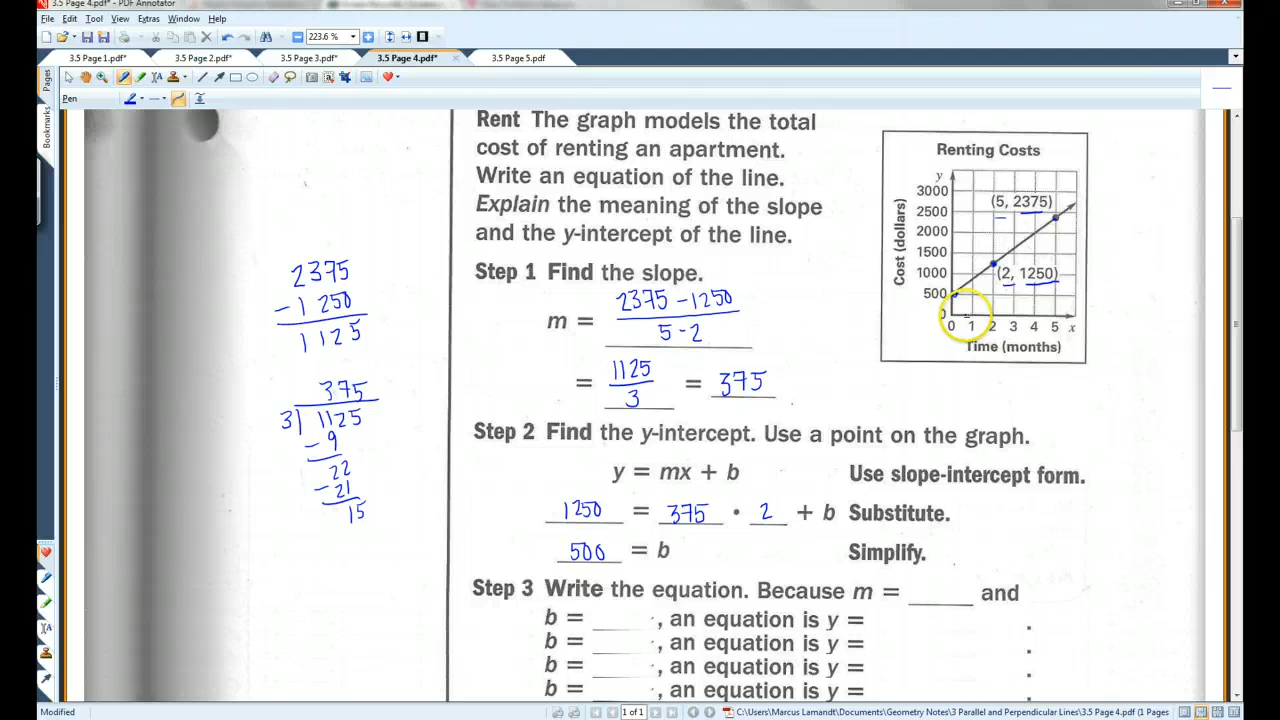 3.5 Page 4.pdf* - PDF Annotator
File Edit Tool View Extras Window Help
223.6 %
3.5 Page 1.pdf* 3.5 Page 2.pdf* 3.5 Page 3.pdf* 3.5 Page 4.pdf* 3.5 Page 5.pdf
Pen
Pages
Bookmarks
Rent The graph models the total
cost of renting an apartment.
Write an equation of the line.
Explain the meaning of the slope
and the y-intercept of the line.
Renting Costs
y
3000
2500
2000
1500
1000
500
0
Cost (dollars)
(5, 2375)
(2, 1250)
0 1 2 3 4 5 x
Time (months)
Step 1 Find the slope.
m = 2375 - 1250
5 - 2
= 1125 = 375
3
2375
- 1 250
1 125
375
3) 1125
- 9
22
- 21
15
Step 2 Find the y-intercept. Use a point on the graph.
y = mx + b Use slope-intercept form.
1250 = 375 · 2 + b Substitute.
500 = b Simplify.
Step 3 Write the equation. Because m = ______ and
b = _____, an equation is y = .
b = _____, an equation is y = .
b = _____, an equation is y = .
b = _____, an equation is y = .
Modified
1 of 1
C:\Users\Marcus Lamandt\Documents\Geometry Notes\3 Parallel and Perpendicular Lines\3.5 Page 4.pdf (1 Pages